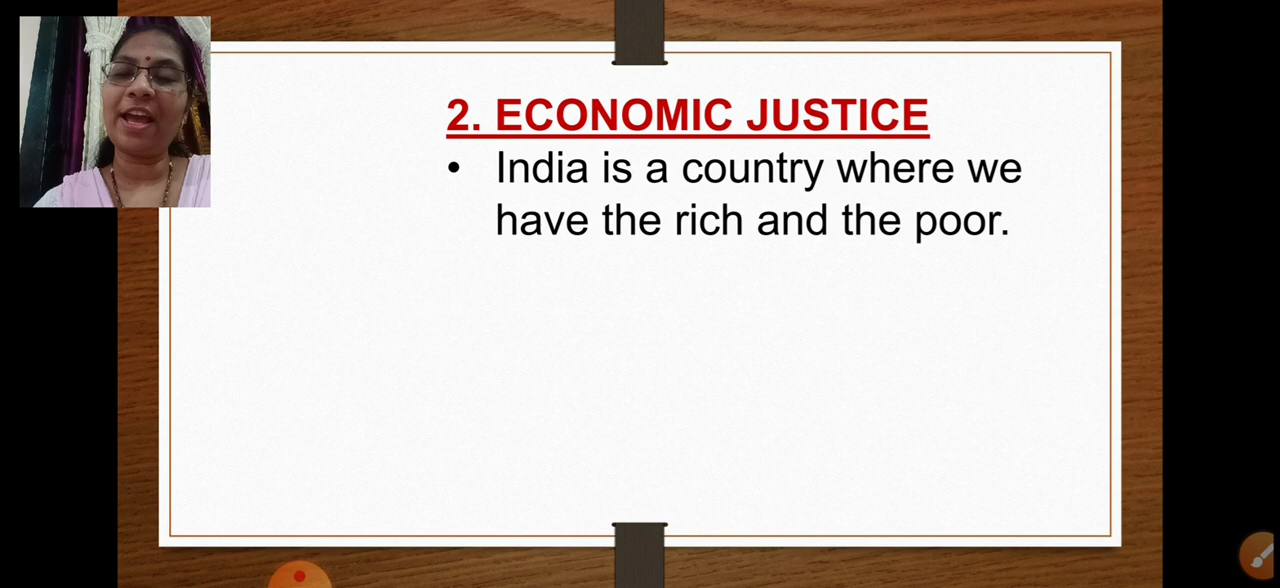 2. ECONOMIC JUSTICE
• India is a country where we
have the rich and the poor.